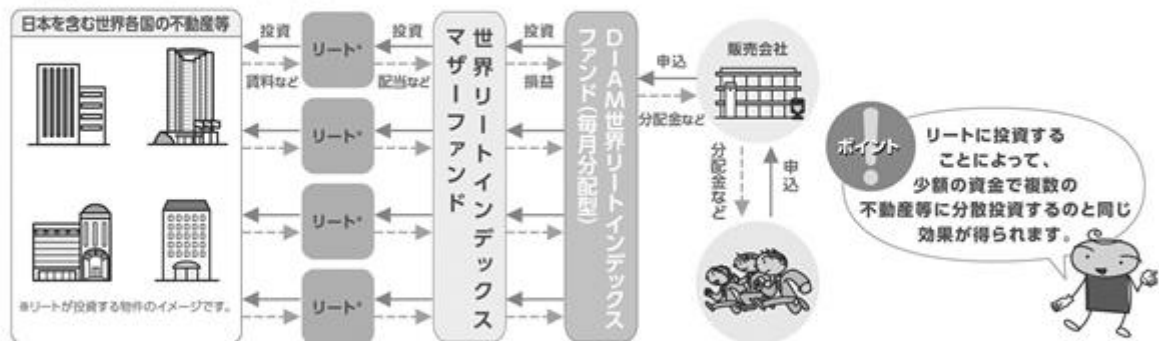 日本を含む世界各国の不動産等
※リートが投資する物件のイメージです。
投資
賃料など
リート*
リート*
リート*
リート*
投資
配当など
世界リートインデックス
マザーファンド
投資
損益
DIAM世界リートインデックス
ファンド(毎月分配型)
申込
分配金など
販売会社
分配金など
申込
ポイント
リートに投資する
ことによって、
少額の資金で複数の
不動産等に分散投資するのと同じ
効果が得られます。